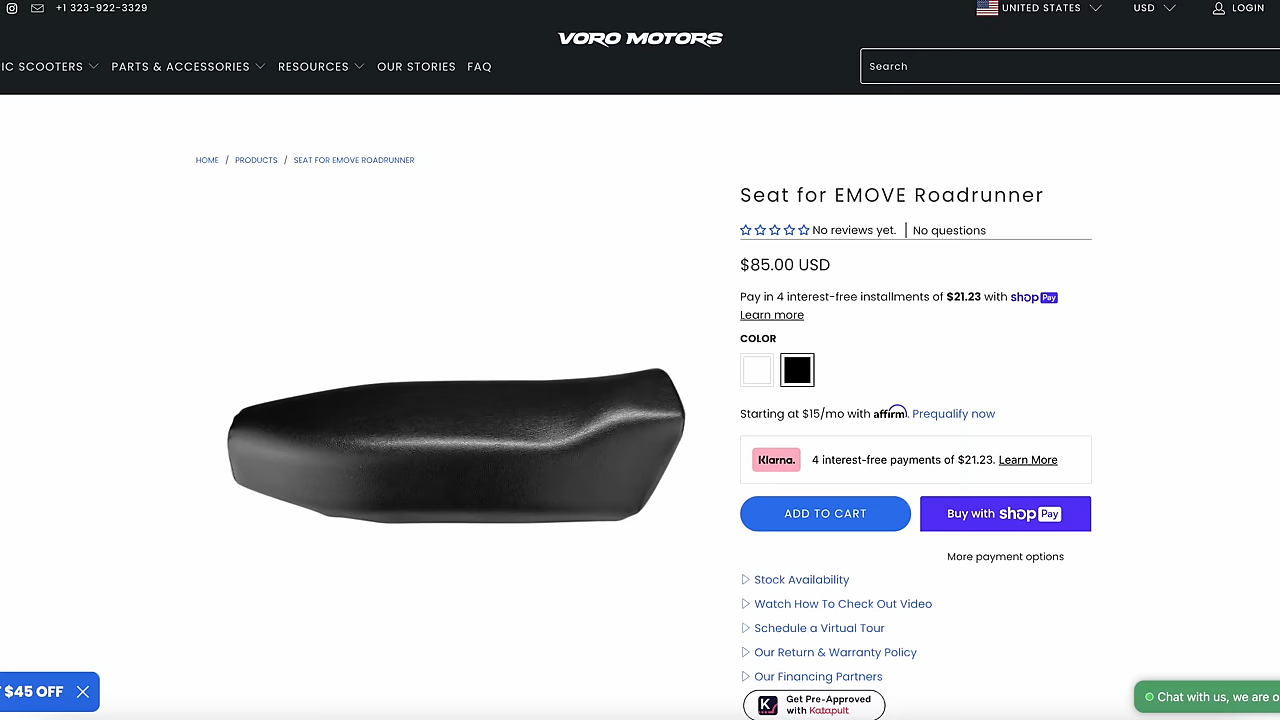 +1 323-922-3329
UNITED STATES
USD
LOGIN
VORO MOTORS
IC SCOOTERS
PARTS & ACCESSORIES
RESOURCES
OUR STORIES
FAQ
Search
HOME / PRODUCTS / SEAT FOR EMOVE ROADRUNNER
Seat for EMOVE Roadrunner
No reviews yet. | No questions
$85.00 USD
Pay in 4 interest-free installments of $21.23 with shop Pay
Learn more
COLOR
Starting at $15/mo with affirm. Prequalify now
Klarna. 4 interest-free payments of $21.23. Learn More
ADD TO CART
Buy with shop Pay
More payment options
Stock Availability
Watch How To Check Out Video
Schedule a Virtual Tour
Our Return & Warranty Policy
Our Financing Partners
K Get Pre-Approved
with Katapult
$45 OFF
Chat with us, we are o